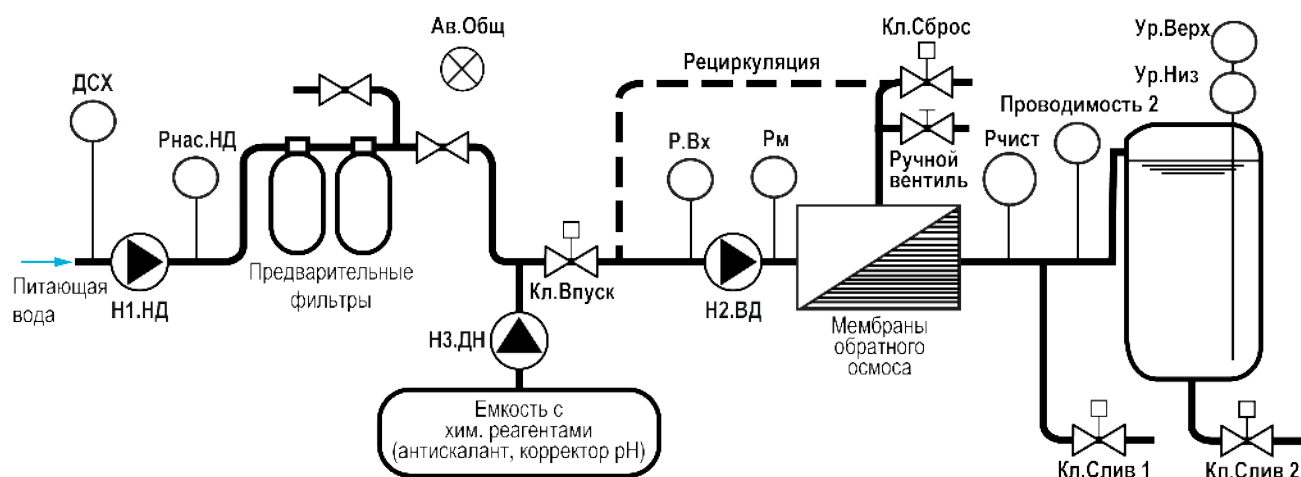 Ав.Общ
Кл.Сброс
Ур.Верх
Рециркуляция
Ур.Низ
ДСХ
Проводимость 2
Рнас.НД
Р.Вх
Рм
Ручной
вентиль
Рчист
Питающая
вода
Н1.НД
Предварительные
фильтры
Кл.Впуск
Н2.ВД
Мембраны
обратного
осмоса
Н3.ДН
Емкость с
хим. реагентами
(антискалант, корректор рН)
Кл.Слив 1
Кл.Слив 2